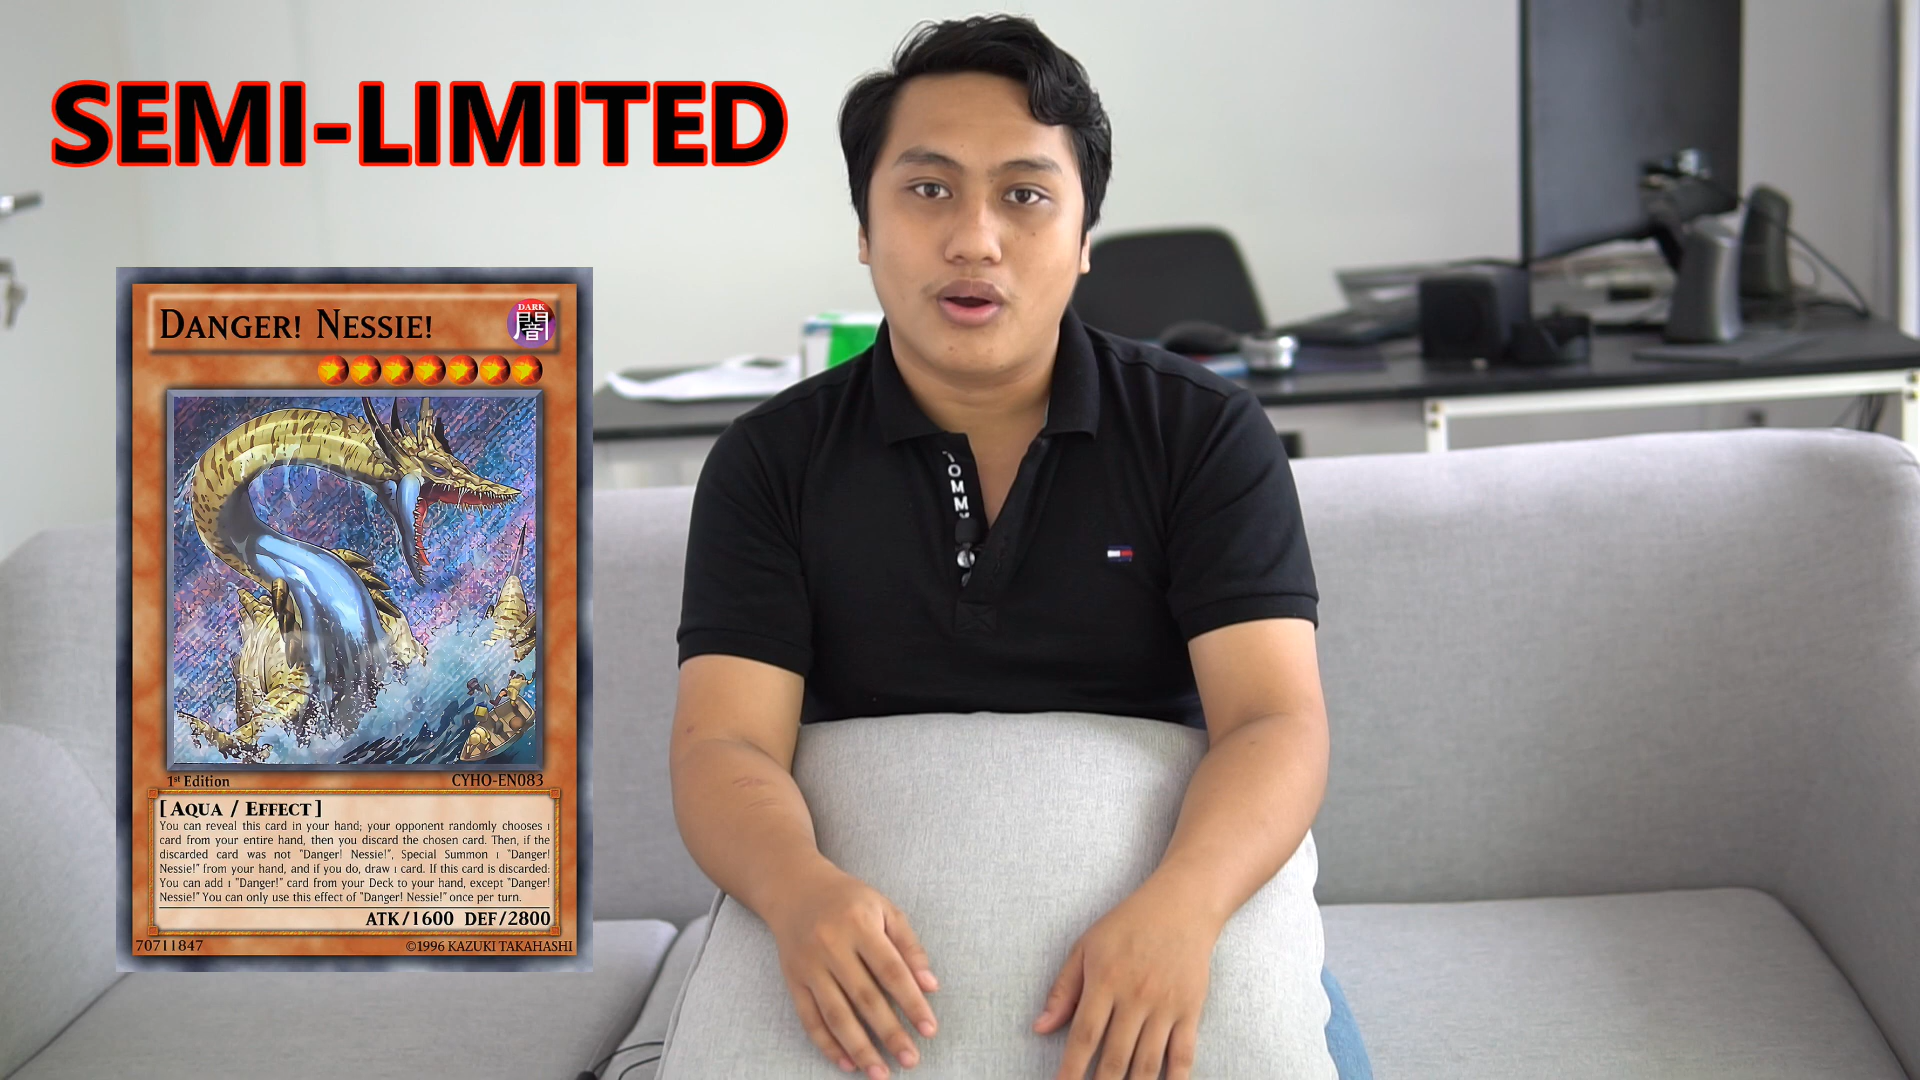 SEMI-LIMITED
DANGER! NESSIE!
DARK
闇
1st Edition
CYHO-EN083
[ AQUA / EFFECT ]
You can reveal this card in your hand; your opponent randomly chooses 1
card from your entire hand, then you discard the chosen card. Then, if the
discarded card was not "Danger! Nessie!", Special Summon 1 "Danger!
Nessie!" from your hand, and if you do, draw 1 card. If this card is discarded:
You can add 1 "Danger!" card from your Deck to your hand, except "Danger!
Nessie!" You can only use this effect of "Danger! Nessie!" once per turn.
ATK/1600 DEF/2800
70711847
©1996 KAZUKI TAKAHASHI